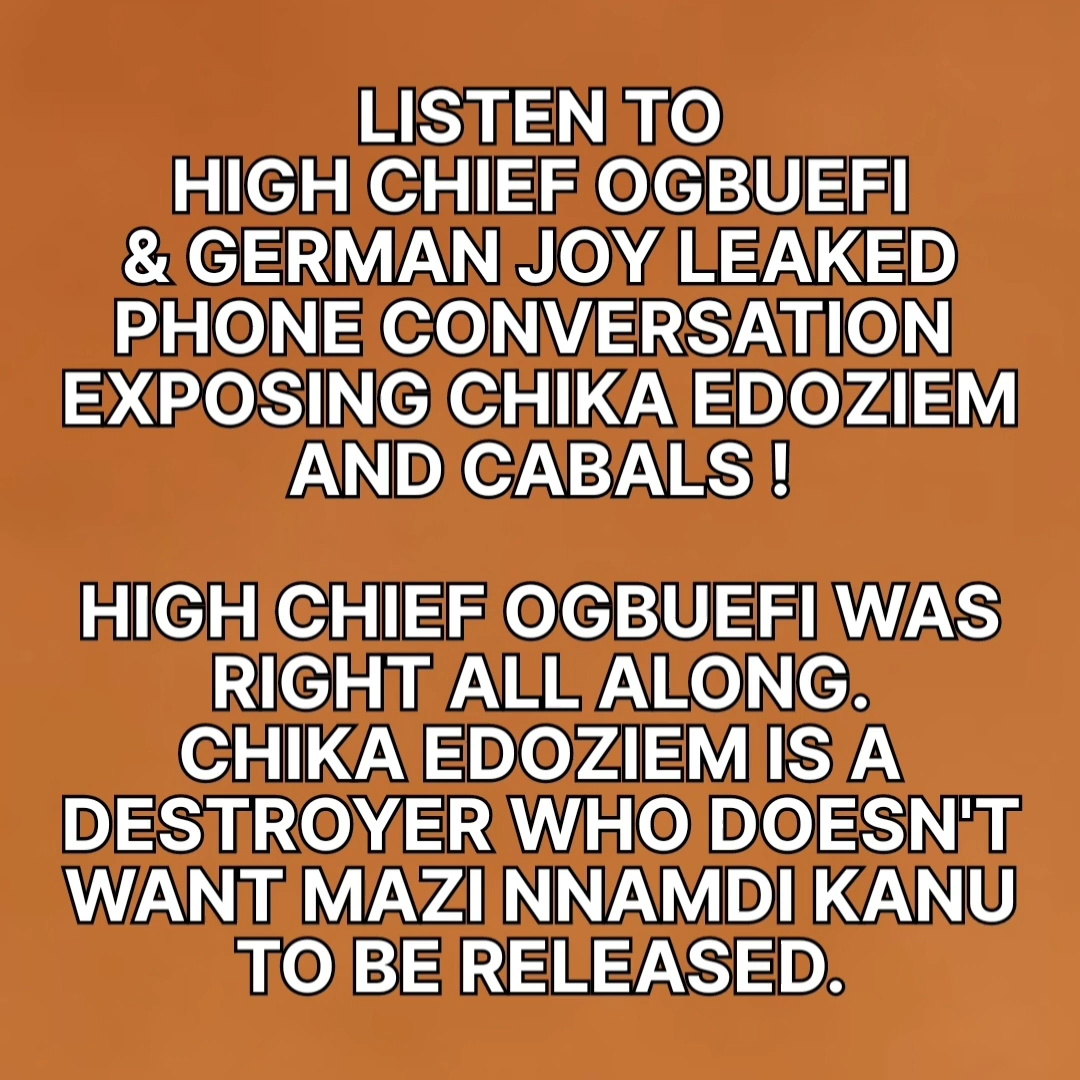 LISTEN TO
HIGH CHIEF OGBUEFI
& GERMAN JOY LEAKED
PHONE CONVERSATION
EXPOSING CHIKA EDOZIEM
AND CABALS !
HIGH CHIEF OGBUEFI WAS
RIGHT ALL ALONG.
CHIKA EDOZIEM IS A
DESTROYER WHO DOESN'T
WANT MAZI NNAMDI KANU
TO BE RELEASED.